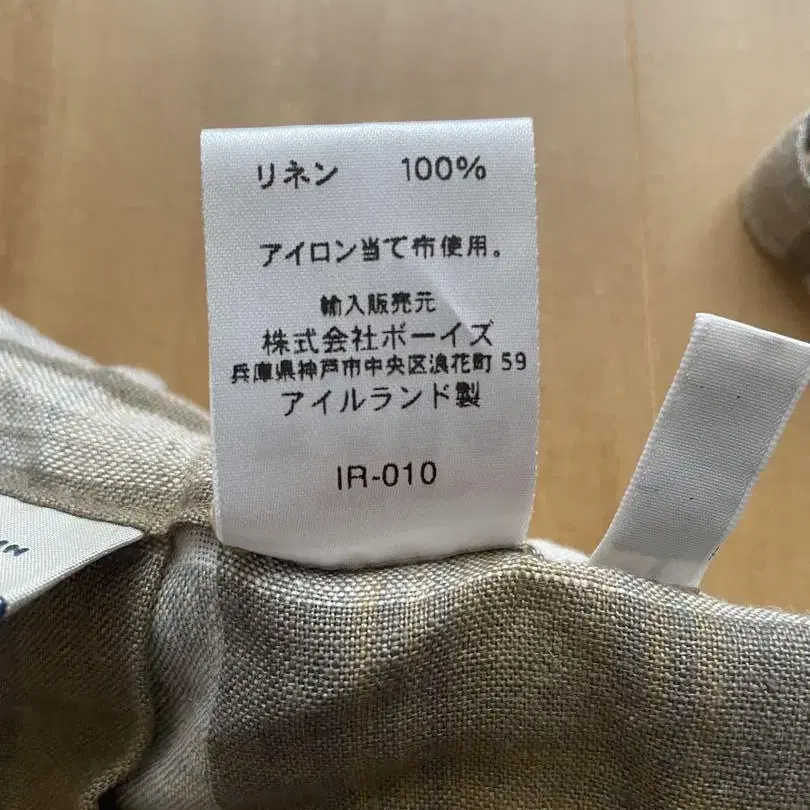 リネン 100%
アイロン当て布使用。
輸入販売元
株式会社ボーイズ
兵庫県神戸市中央区浪花町 59
アイルランド製
IR-010